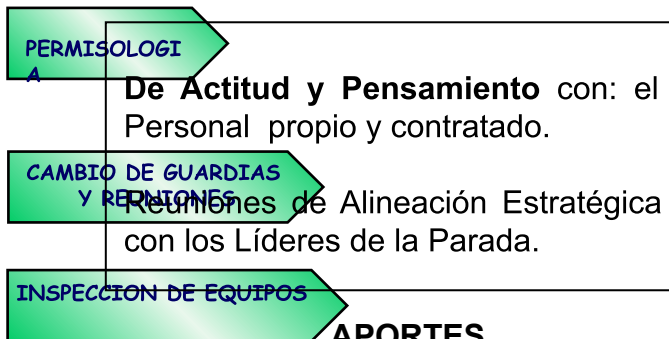 PERMISOLOGI
A
De Actitud y Pensamiento con: el
Personal propio y contratado.
CAMBIO DE GUARDIAS
Y REUNIONES
Reuniones de Alineación Estratégica
con los Líderes de la Parada.
INSPECCION DE EQUIPOS
APORTES